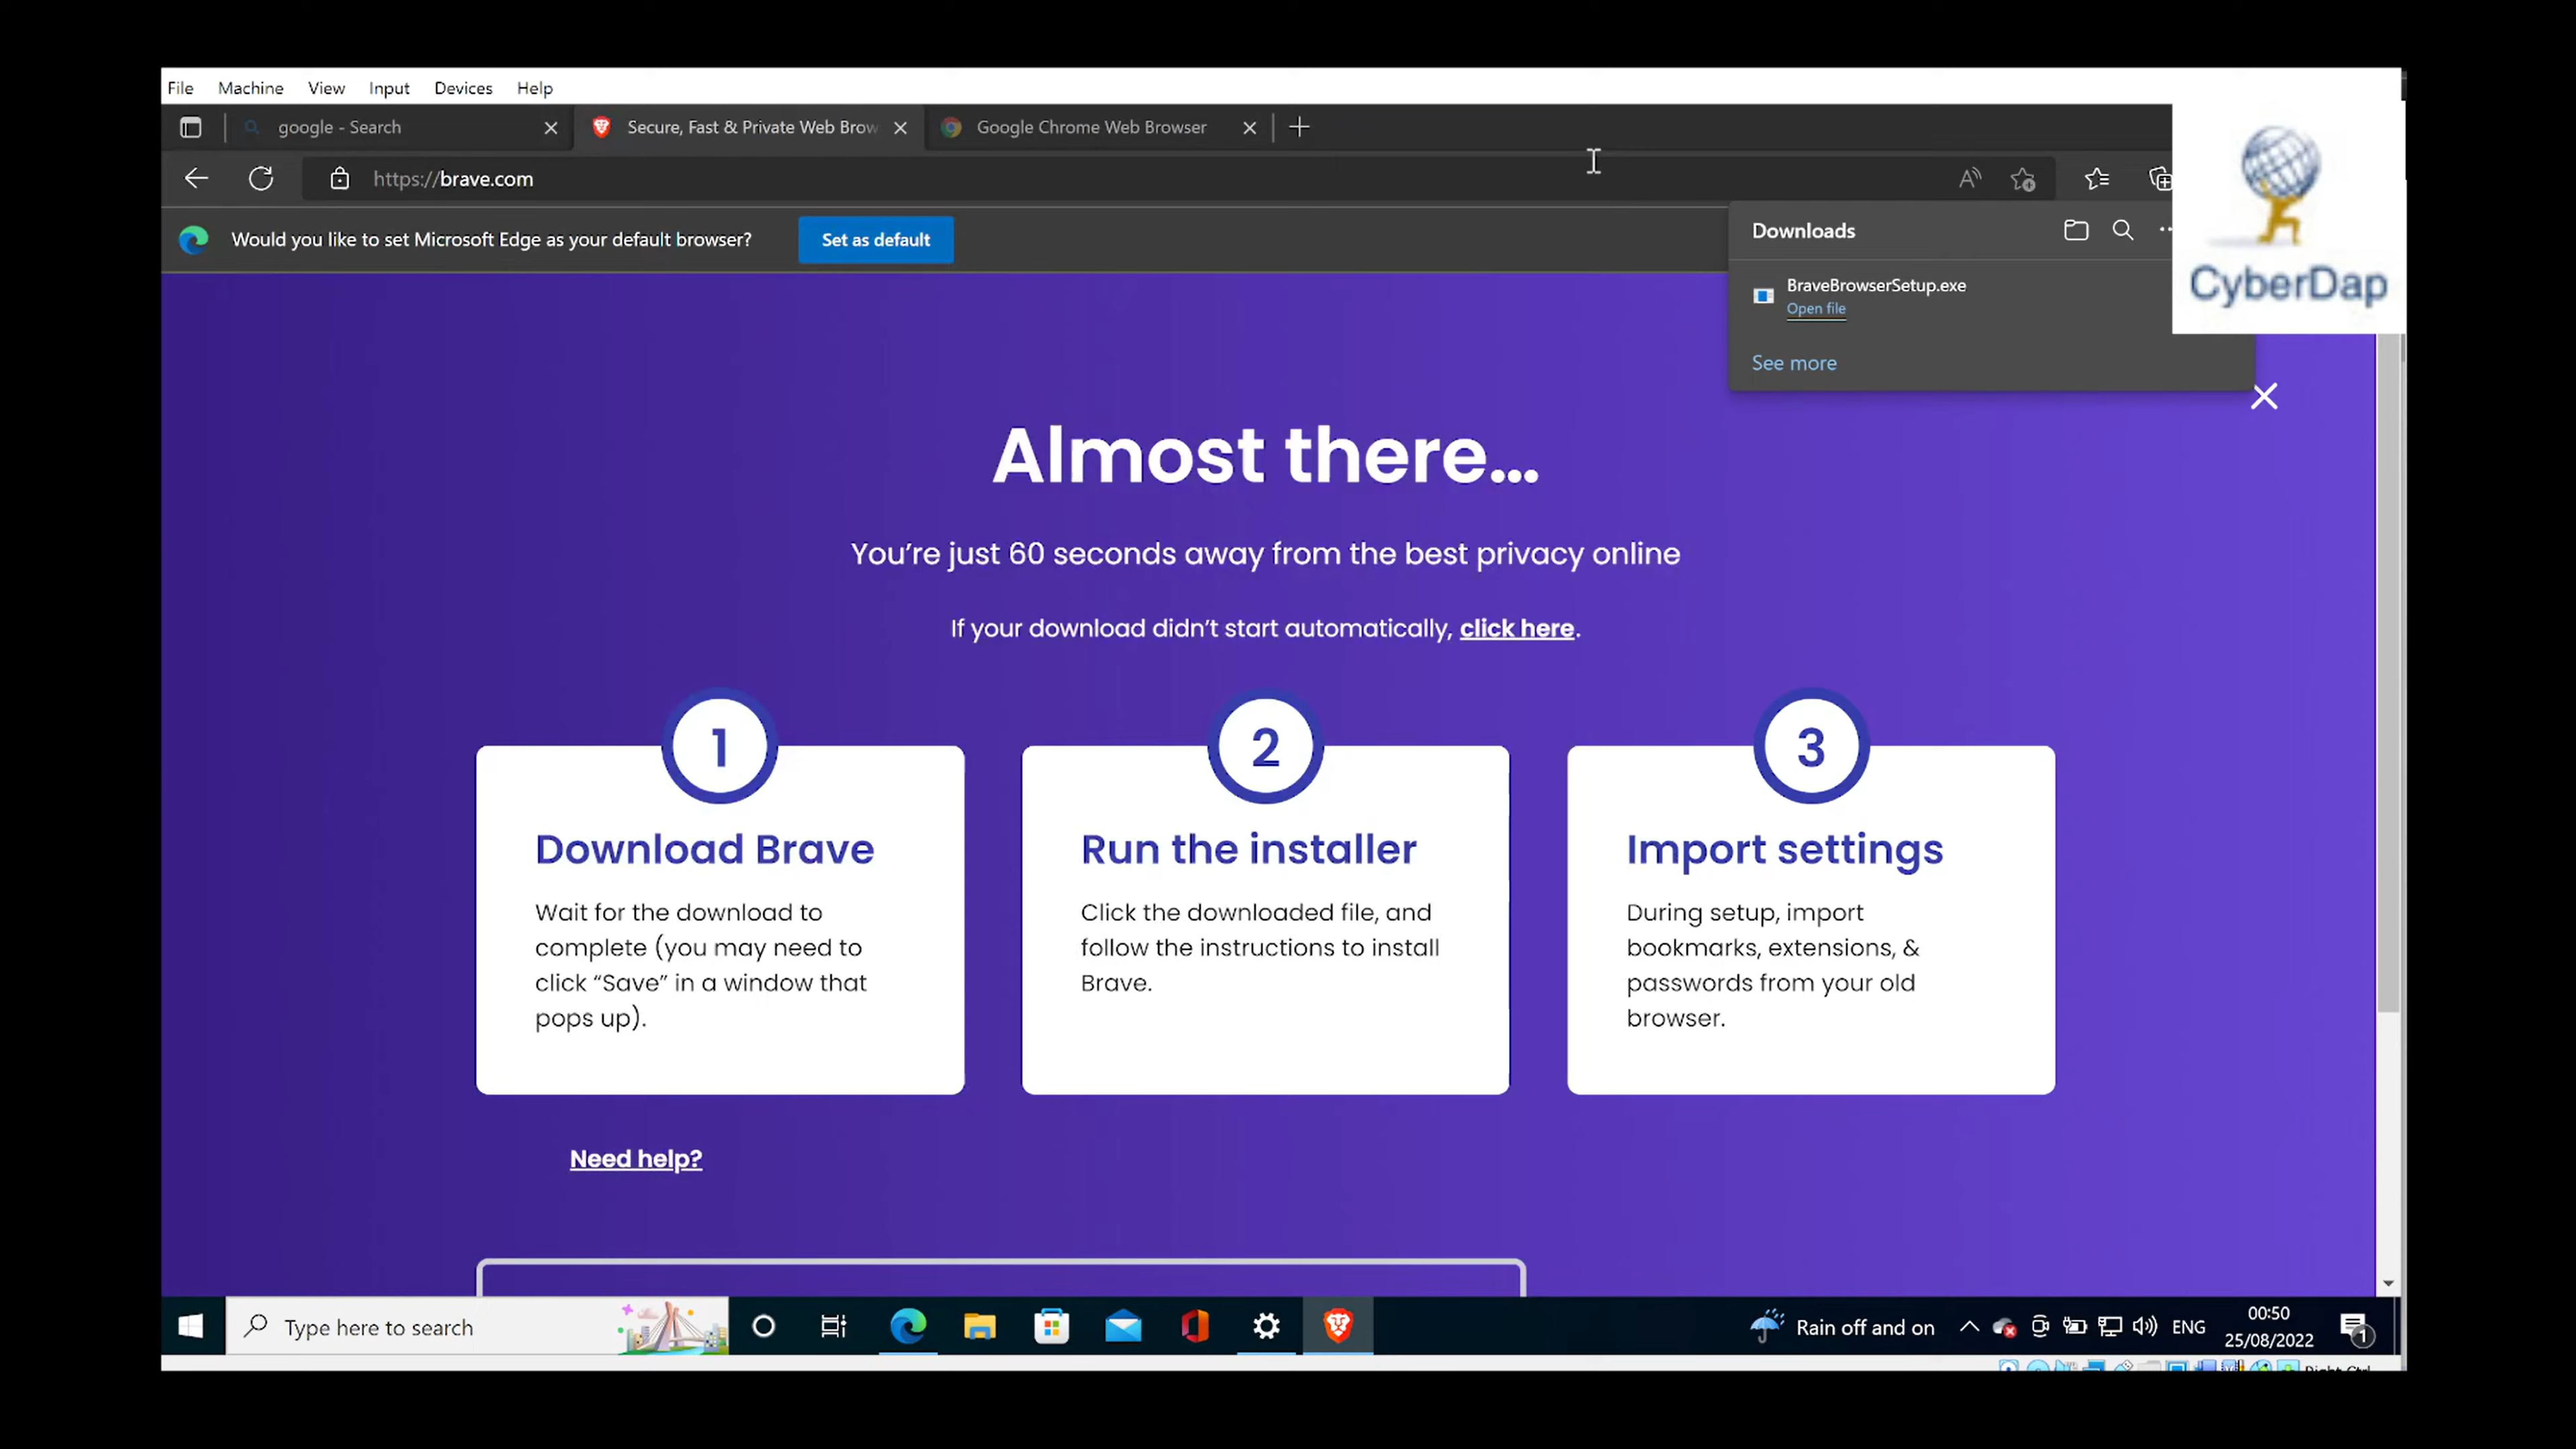 File Machine View Input Devices Help
google - Search
Secure, Fast & Private Web Brow
Google Chrome Web Browser
https://brave.com
Would you like to set Microsoft Edge as your default browser?
Set as default
Downloads
BraveBrowserSetup.exe
Open file
See more
CyberDap
Almost there...
You're just 60 seconds away from the best privacy online
If your download didn't start automatically, click here.
1
Download Brave
Wait for the download to
complete (you may need to
click “Save” in a window that
pops up).
2
Run the installer
Click the downloaded file, and
follow the instructions to install
Brave.
3
Import settings
During setup, import
bookmarks, extensions, &
passwords from your old
browser.
Need help?
Type here to search
Rain off and on
ENG
00:50
25/08/2022
1